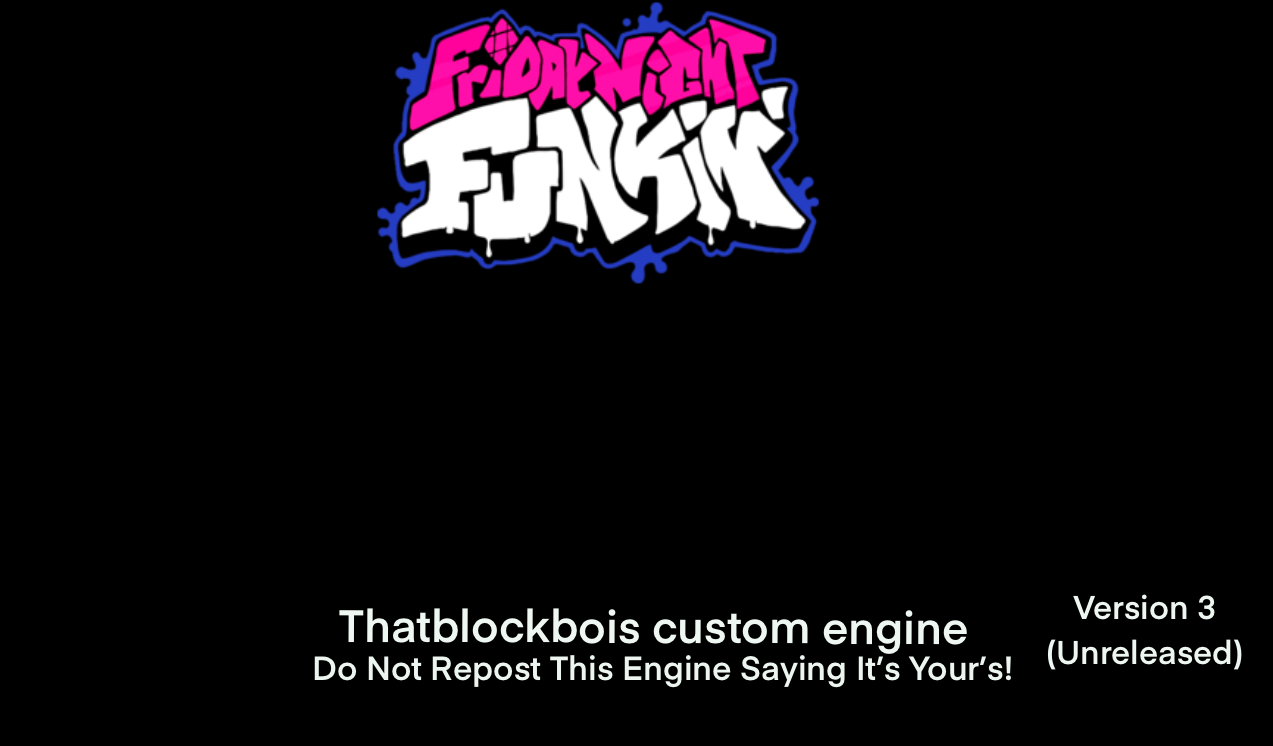 FRiDAY NiGHT
FUNKiN'
Thatblockbois custom engine
Do Not Repost This Engine Saying It’s Your’s!
Version 3
(Unreleased)